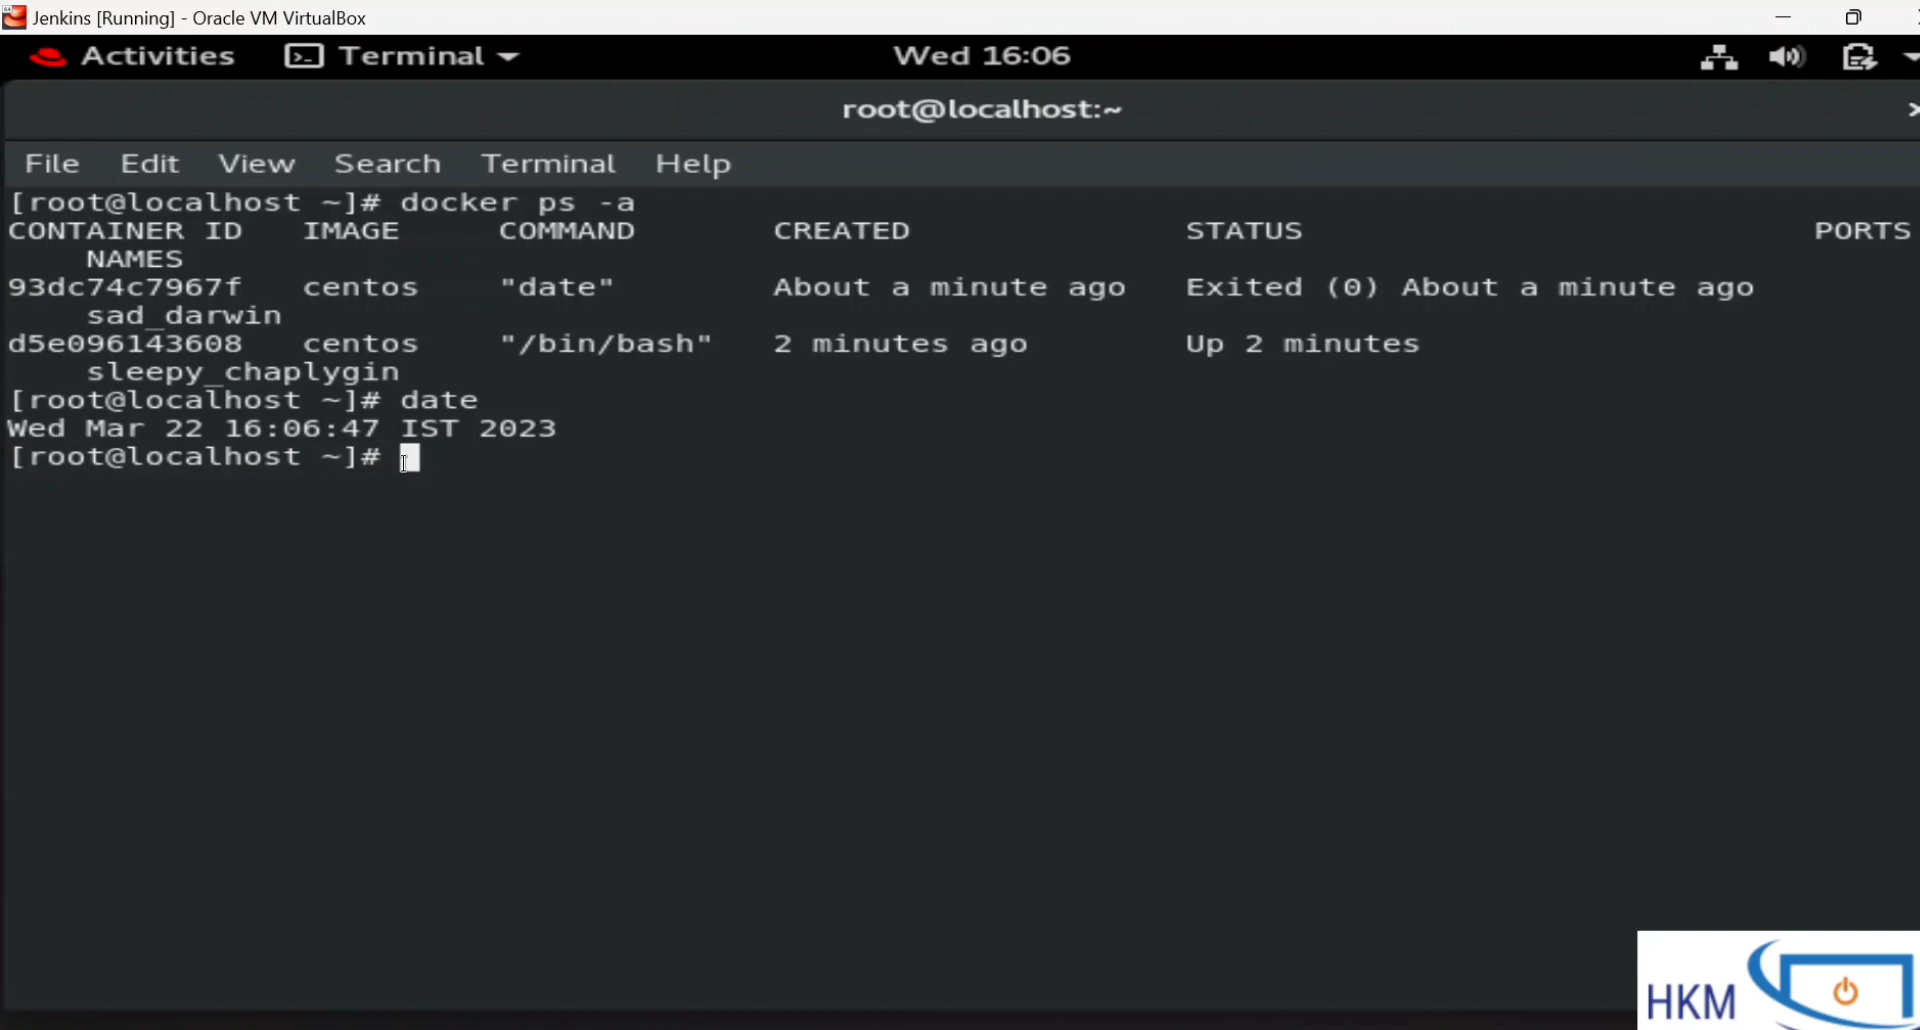 Jenkins [Running] - Oracle VM VirtualBox
Activities Terminal Wed 16:06
root@localhost:~
File Edit View Search Terminal Help
[root@localhost ~]# docker ps -a
CONTAINER ID IMAGE COMMAND CREATED STATUS PORTS
NAMES
93dc74c7967f centos "date" About a minute ago Exited (0) About a minute ago
sad_darwin
d5e096143608 centos "/bin/bash" 2 minutes ago Up 2 minutes
sleepy_chaplygin
[root@localhost ~]# date
Wed Mar 22 16:06:47 IST 2023
[root@localhost ~]#
HKM